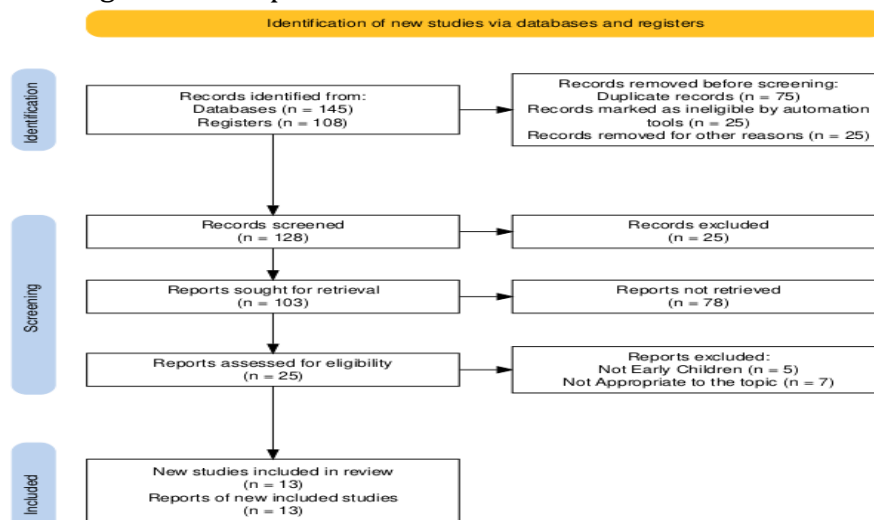 Identification of new studies via databases and registers
Identification
Records identified from:
Databases (n = 145)
Registers (n = 108)
Records removed before screening:
Duplicate records (n = 75)
Records marked as ineligible by automation
tools (n = 25)
Records removed for other reasons (n = 25)
Screening
Records screened
(n = 128)
Records excluded
(n = 25)
Reports sought for retrieval
(n = 103)
Reports not retrieved
(n = 78)
Reports assessed for eligibility
(n = 25)
Reports excluded:
Not Early Children (n = 5)
Not Appropriate to the topic (n = 7)
Included
New studies included in review
(n = 13)
Reports of new included studies
(n = 13)